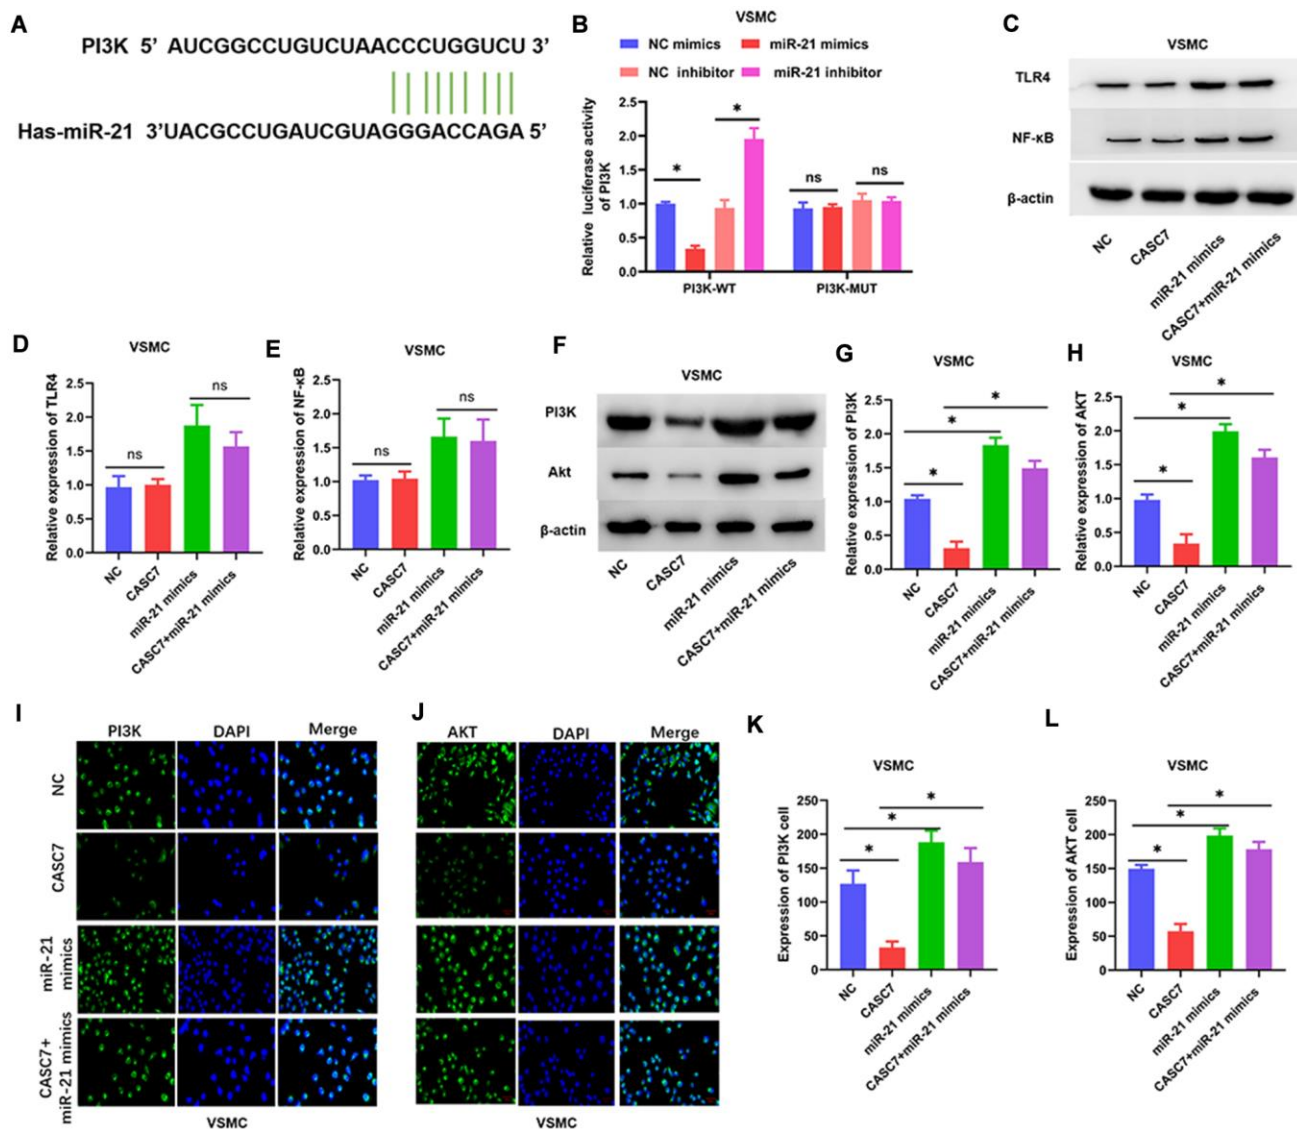 A
PI3K 5’ AUCGGCCUGUCUAACCCUGGUCU 3’
Has-miR-21 3’UACGCCUGAUCGUAGGGACCAGA 5’
B
VSMC
NC mimics miR-21 mimics
NC inhibitor miR-21 inhibitor
Relative luciferase activity
of PI3K
2.5
2.0
1.5
1.0
0.5
0.0
*
*
ns
ns
PI3K-WT PI3K-MUT
C
VSMC
TLR4
NF-κB
β-actin
NC
CASC7
miR-21 mimics
CASC7+miR-21 mimics
D
VSMC
Relative expression of TLR4
2.5
2.0
1.5
1.0
0.5
0.0
ns
ns
NC
CASC7
miR-21 mimics
CASC7+miR-21 mimics
E
VSMC
Relative expression of NF-κB
2.5
2.0
1.5
1.0
0.5
0.0
ns
ns
NC
CASC7
miR-21 mimics
CASC7+miR-21 mimics
F
VSMC
PI3K
Akt
β-actin
NC
CASC7
miR-21 mimics
CASC7+miR-21 mimics
G
VSMC
Relative expression of PI3K
2.5
2.0
1.5
1.0
0.5
0.0
*
*
*
NC
CASC7
miR-21 mimics
CASC7+miR-21 mimics
H
VSMC
Relative expression of AKT
2.5
2.0
1.5
1.0
0.5
0.0
*
*
*
NC
CASC7
miR-21 mimics
CASC7+miR-21 mimics
I
PI3K DAPI Merge
NC
CASC7
miR-21
mimics
CASC7+
miR-21 mimics
VSMC
J
AKT DAPI Merge
VSMC
K
VSMC
Expression of PI3K cell
250
200
150
100
50
0
*
*
*
NC
CASC7
miR-21 mimics
CASC7+miR-21 mimics
L
VSMC
Expression of AKT cell
250
200
150
100
50
0
*
*
*
NC
CASC7
miR-21 mimics
CASC7+miR-21 mimics